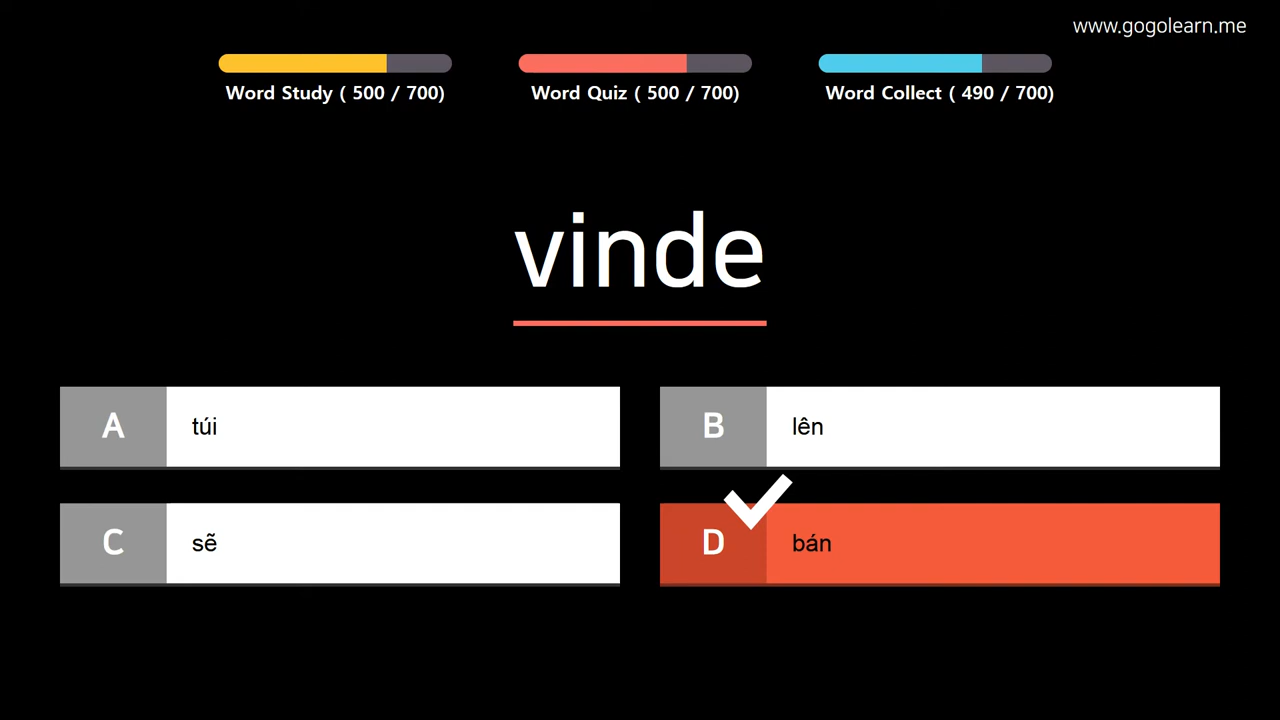 www.gogolearn.me
Word Study ( 500 / 700)
Word Quiz ( 500 / 700)
Word Collect ( 490 / 700)
vinde
A túi
B lên
C sẽ
D bán